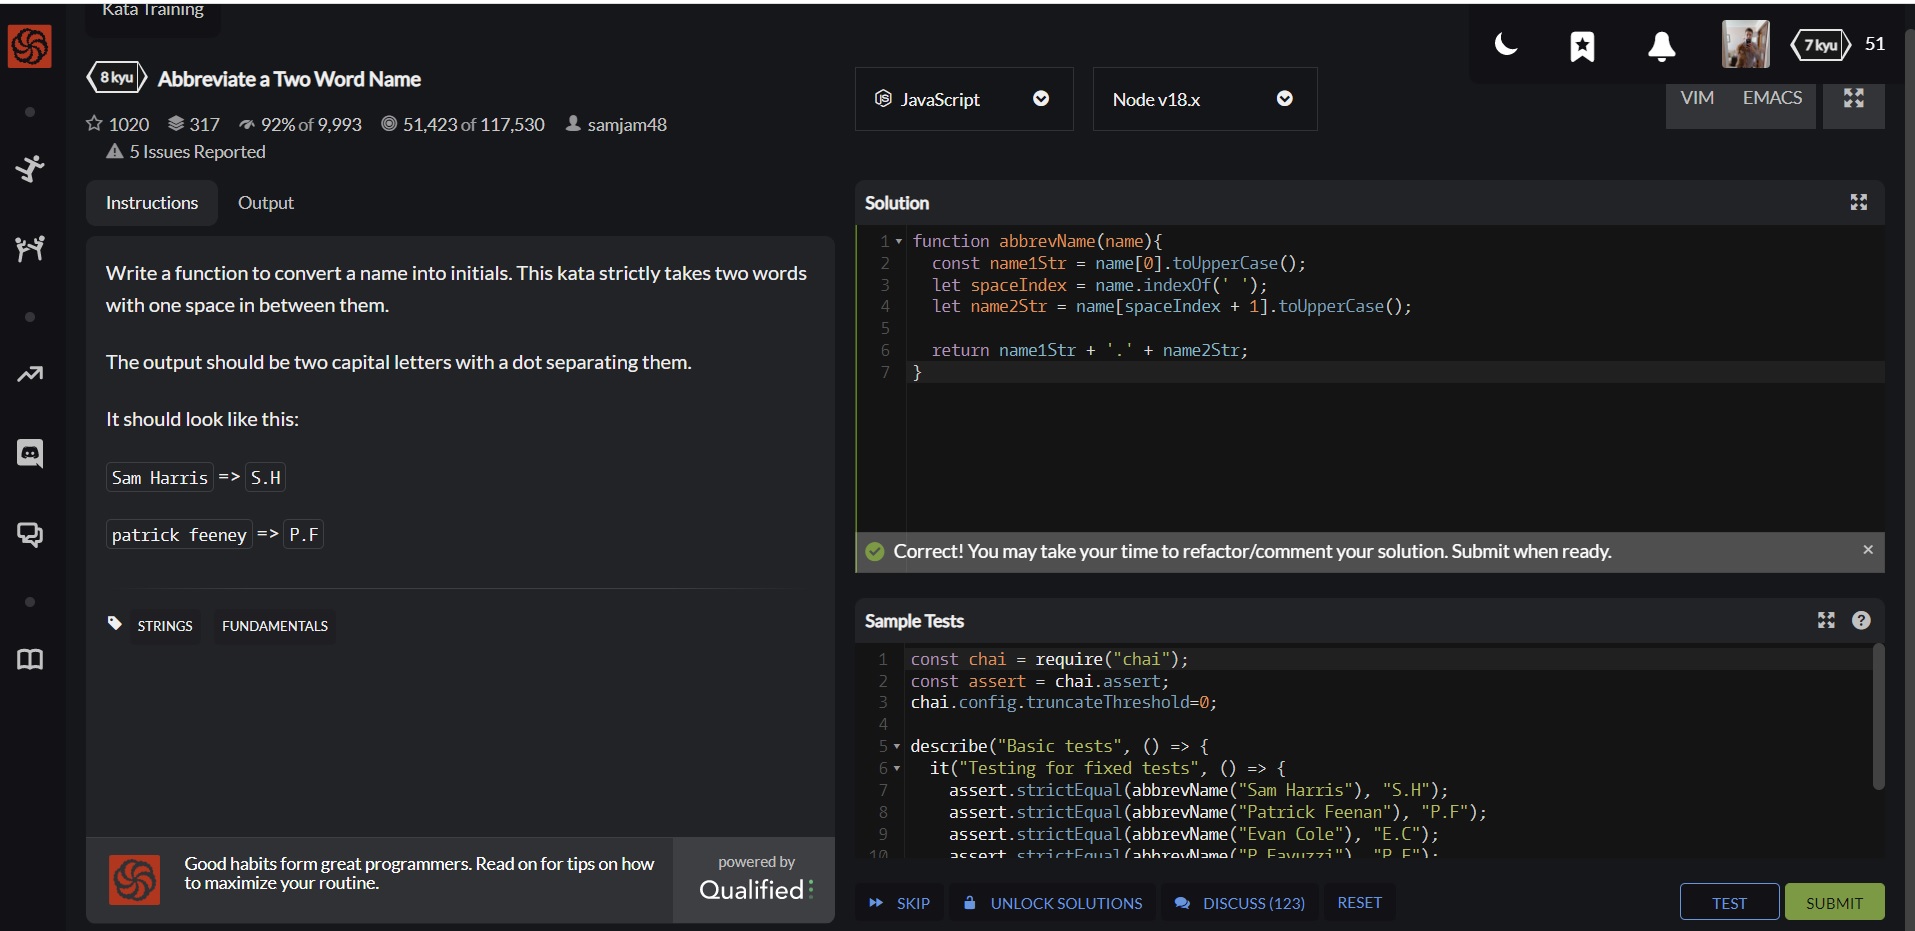 Kata Training
8 kyu Abbreviate a Two Word Name
1020 317 92% of 9,993 51,423 of 117,530 samjam48
5 Issues Reported
JavaScript
Node v18.x
7 kyu 51
VIM EMACS
Instructions Output
Write a function to convert a name into initials. This kata strictly takes two words
with one space in between them.
The output should be two capital letters with a dot separating them.
It should look like this:
Sam Harris => S.H
patrick feeney => P.F
STRINGS FUNDAMENTALS
Good habits form great programmers. Read on for tips on how
to maximize your routine.
powered by
Qualified
Solution
1 function abbrevName(name){
2 const name1Str = name[0].toUpperCase();
3 let spaceIndex = name.indexOf(' ');
4 let name2Str = name[spaceIndex + 1].toUpperCase();
5
6 return name1Str + '.' + name2Str;
7 }
Correct! You may take your time to refactor/comment your solution. Submit when ready. ×
Sample Tests
1 const chai = require("chai");
2 const assert = chai.assert;
3 chai.config.truncateThreshold=0;
4
5 describe("Basic tests", () => {
6 it("Testing for fixed tests", () => {
7 assert.strictEqual(abbrevName("Sam Harris"), "S.H");
8 assert.strictEqual(abbrevName("Patrick Feenan"), "P.F");
9 assert.strictEqual(abbrevName("Evan Cole"), "E.C");
10 assert.strictEqual(abbrevName("P Favuzzi"), "P.F");
SKIP UNLOCK SOLUTIONS DISCUSS (123) RESET TEST SUBMIT